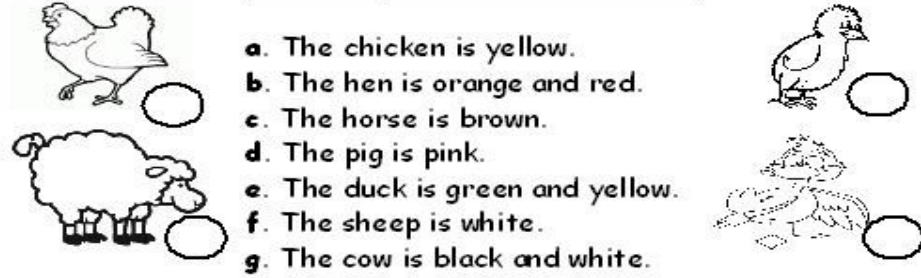 a. The chicken is yellow.
b. The hen is orange and red.
c. The horse is brown.
d. The pig is pink.
e. The duck is green and yellow.
f. The sheep is white.
g. The cow is black and white.